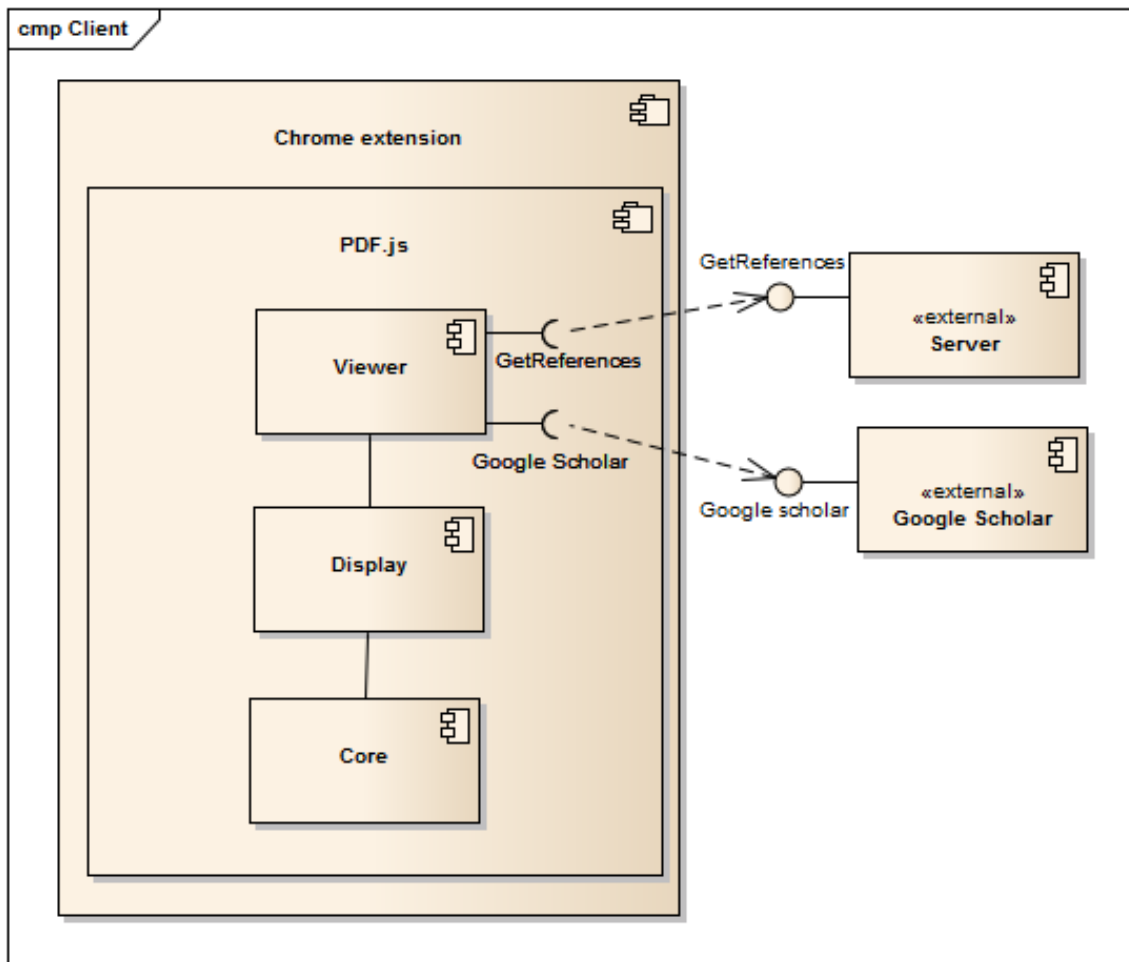 cmp Client
Chrome extension
PDF.js
GetReferences
«external»
Server
Viewer
GetReferences
Google Scholar
Google scholar
«external»
Google Scholar
Display
Core